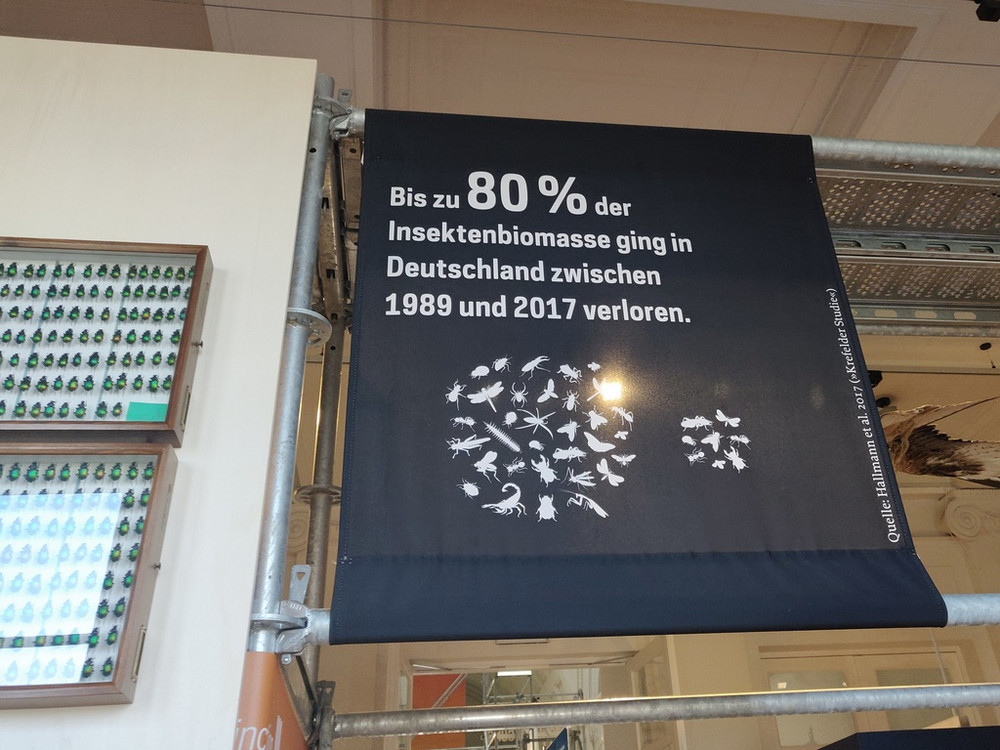 Bis zu 80 % der
Insektenbiomasse ging in
Deutschland zwischen
1989 und 2017 verloren.
Quelle: Hallmann et al. 2017 (»Krefelder Studie«)